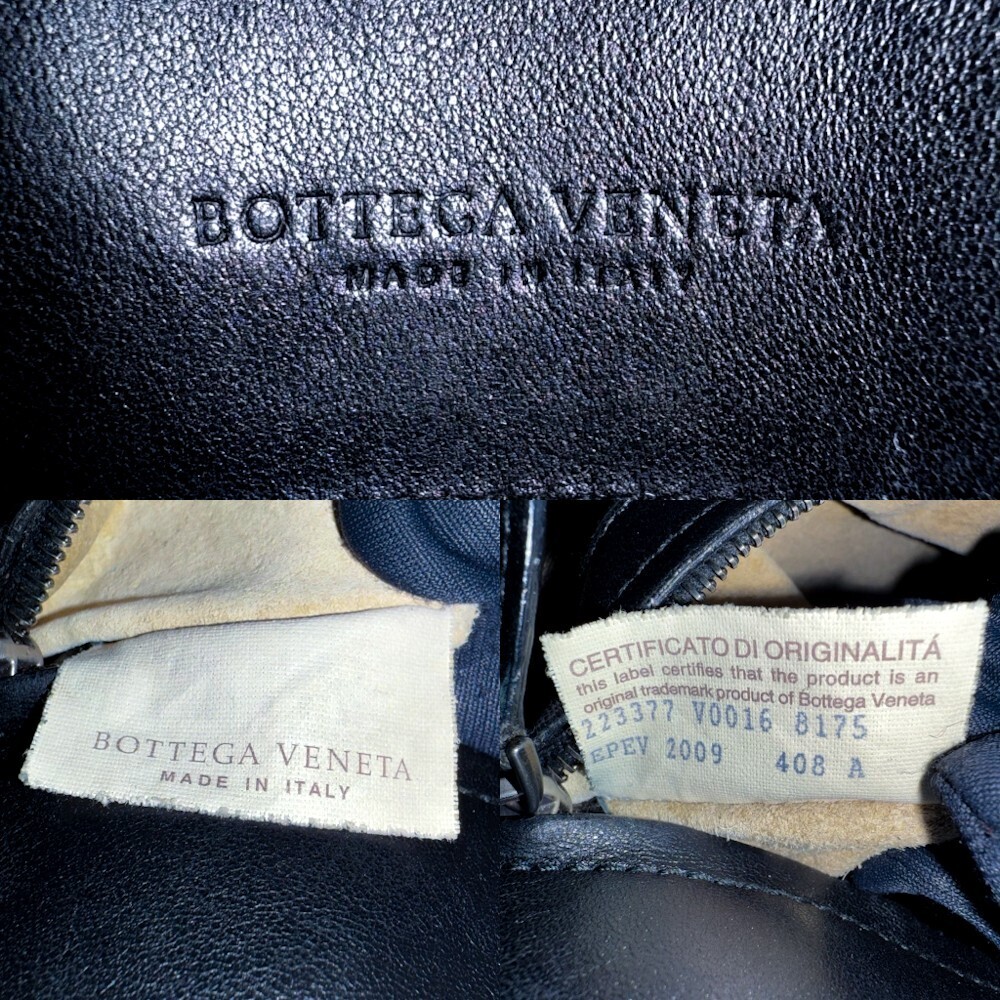 BOTTEGA VENETA
MADE IN ITALY
BOTTEGA VENETA
MADE IN ITALY
CERTIFICATO DI ORIGINALITÁ
this label certifies that the product is an
original trademark product of Bottega Veneta
223377 V0016 8175
EPEV 2009 408 A